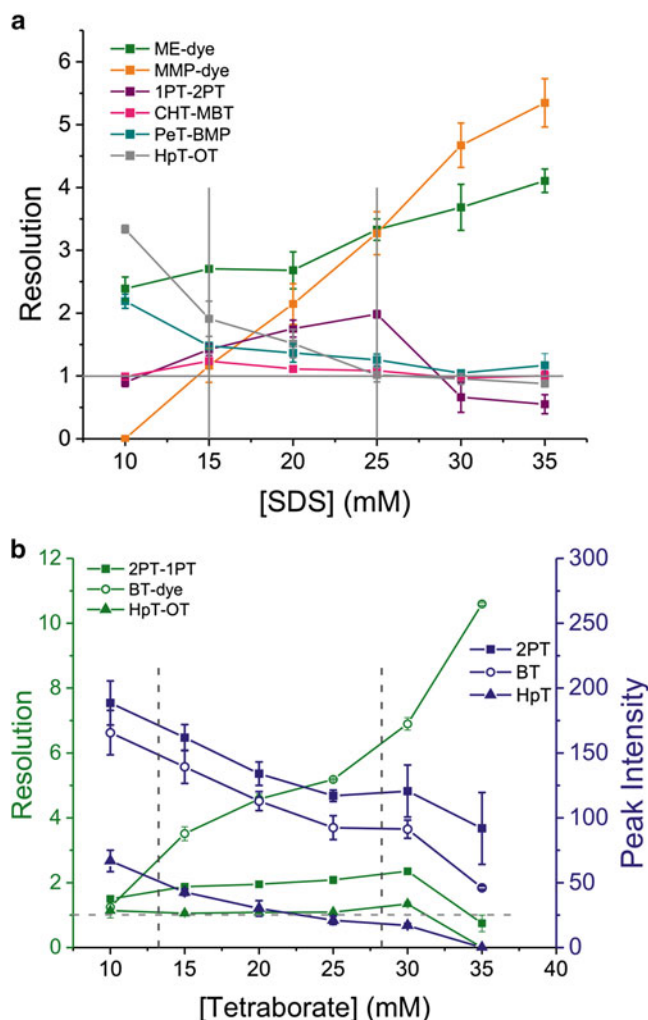 a
ME-dye
MMP-dye
1PT-2PT
CHT-MBT
PeT-BMP
HpT-OT
Resolution
6
5
4
3
2
1
0
10 15 20 25 30 35
[SDS] (mM)
b
2PT-1PT
BT-dye
HpT-OT
2PT
BT
HpT
Resolution
12
10
8
6
4
2
0
Peak Intensity
300
250
200
150
100
50
0
10 15 20 25 30 35 40
[Tetraborate] (mM)